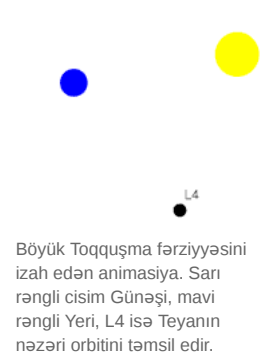 L4
Böyük Toqquşma fərziyyəsini
izah edən animasiya. Sarı
rəngli cisim Günəşi, mavi
rəngli Yeri, L4 isə Teyanın
nəzəri orbitini təmsil edir.